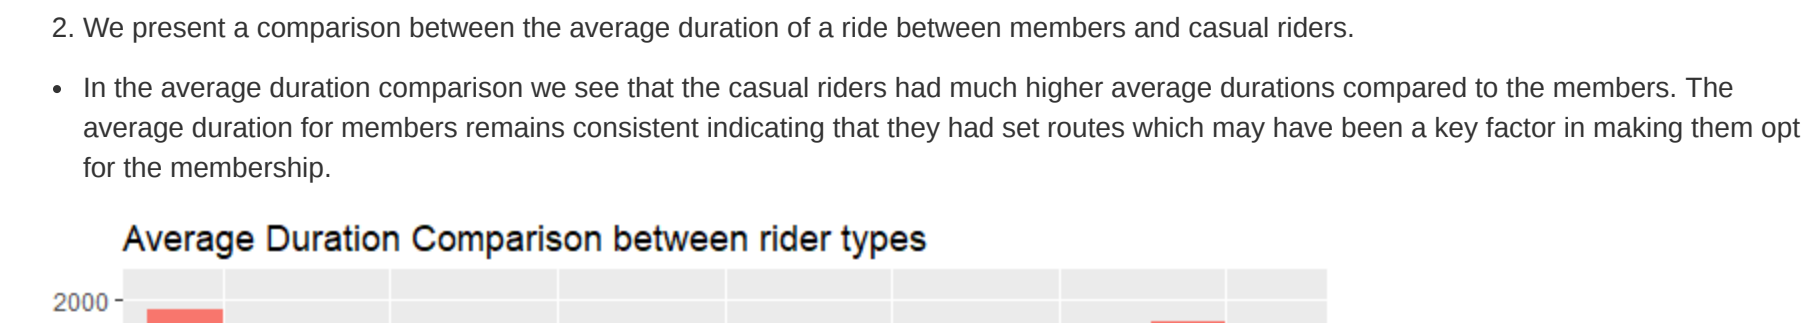 2. We present a comparison between the average duration of a ride between members and casual riders.
• In the average duration comparison we see that the casual riders had much higher average durations compared to the members. The
average duration for members remains consistent indicating that they had set routes which may have been a key factor in making them opt
for the membership.
Average Duration Comparison between rider types
2000